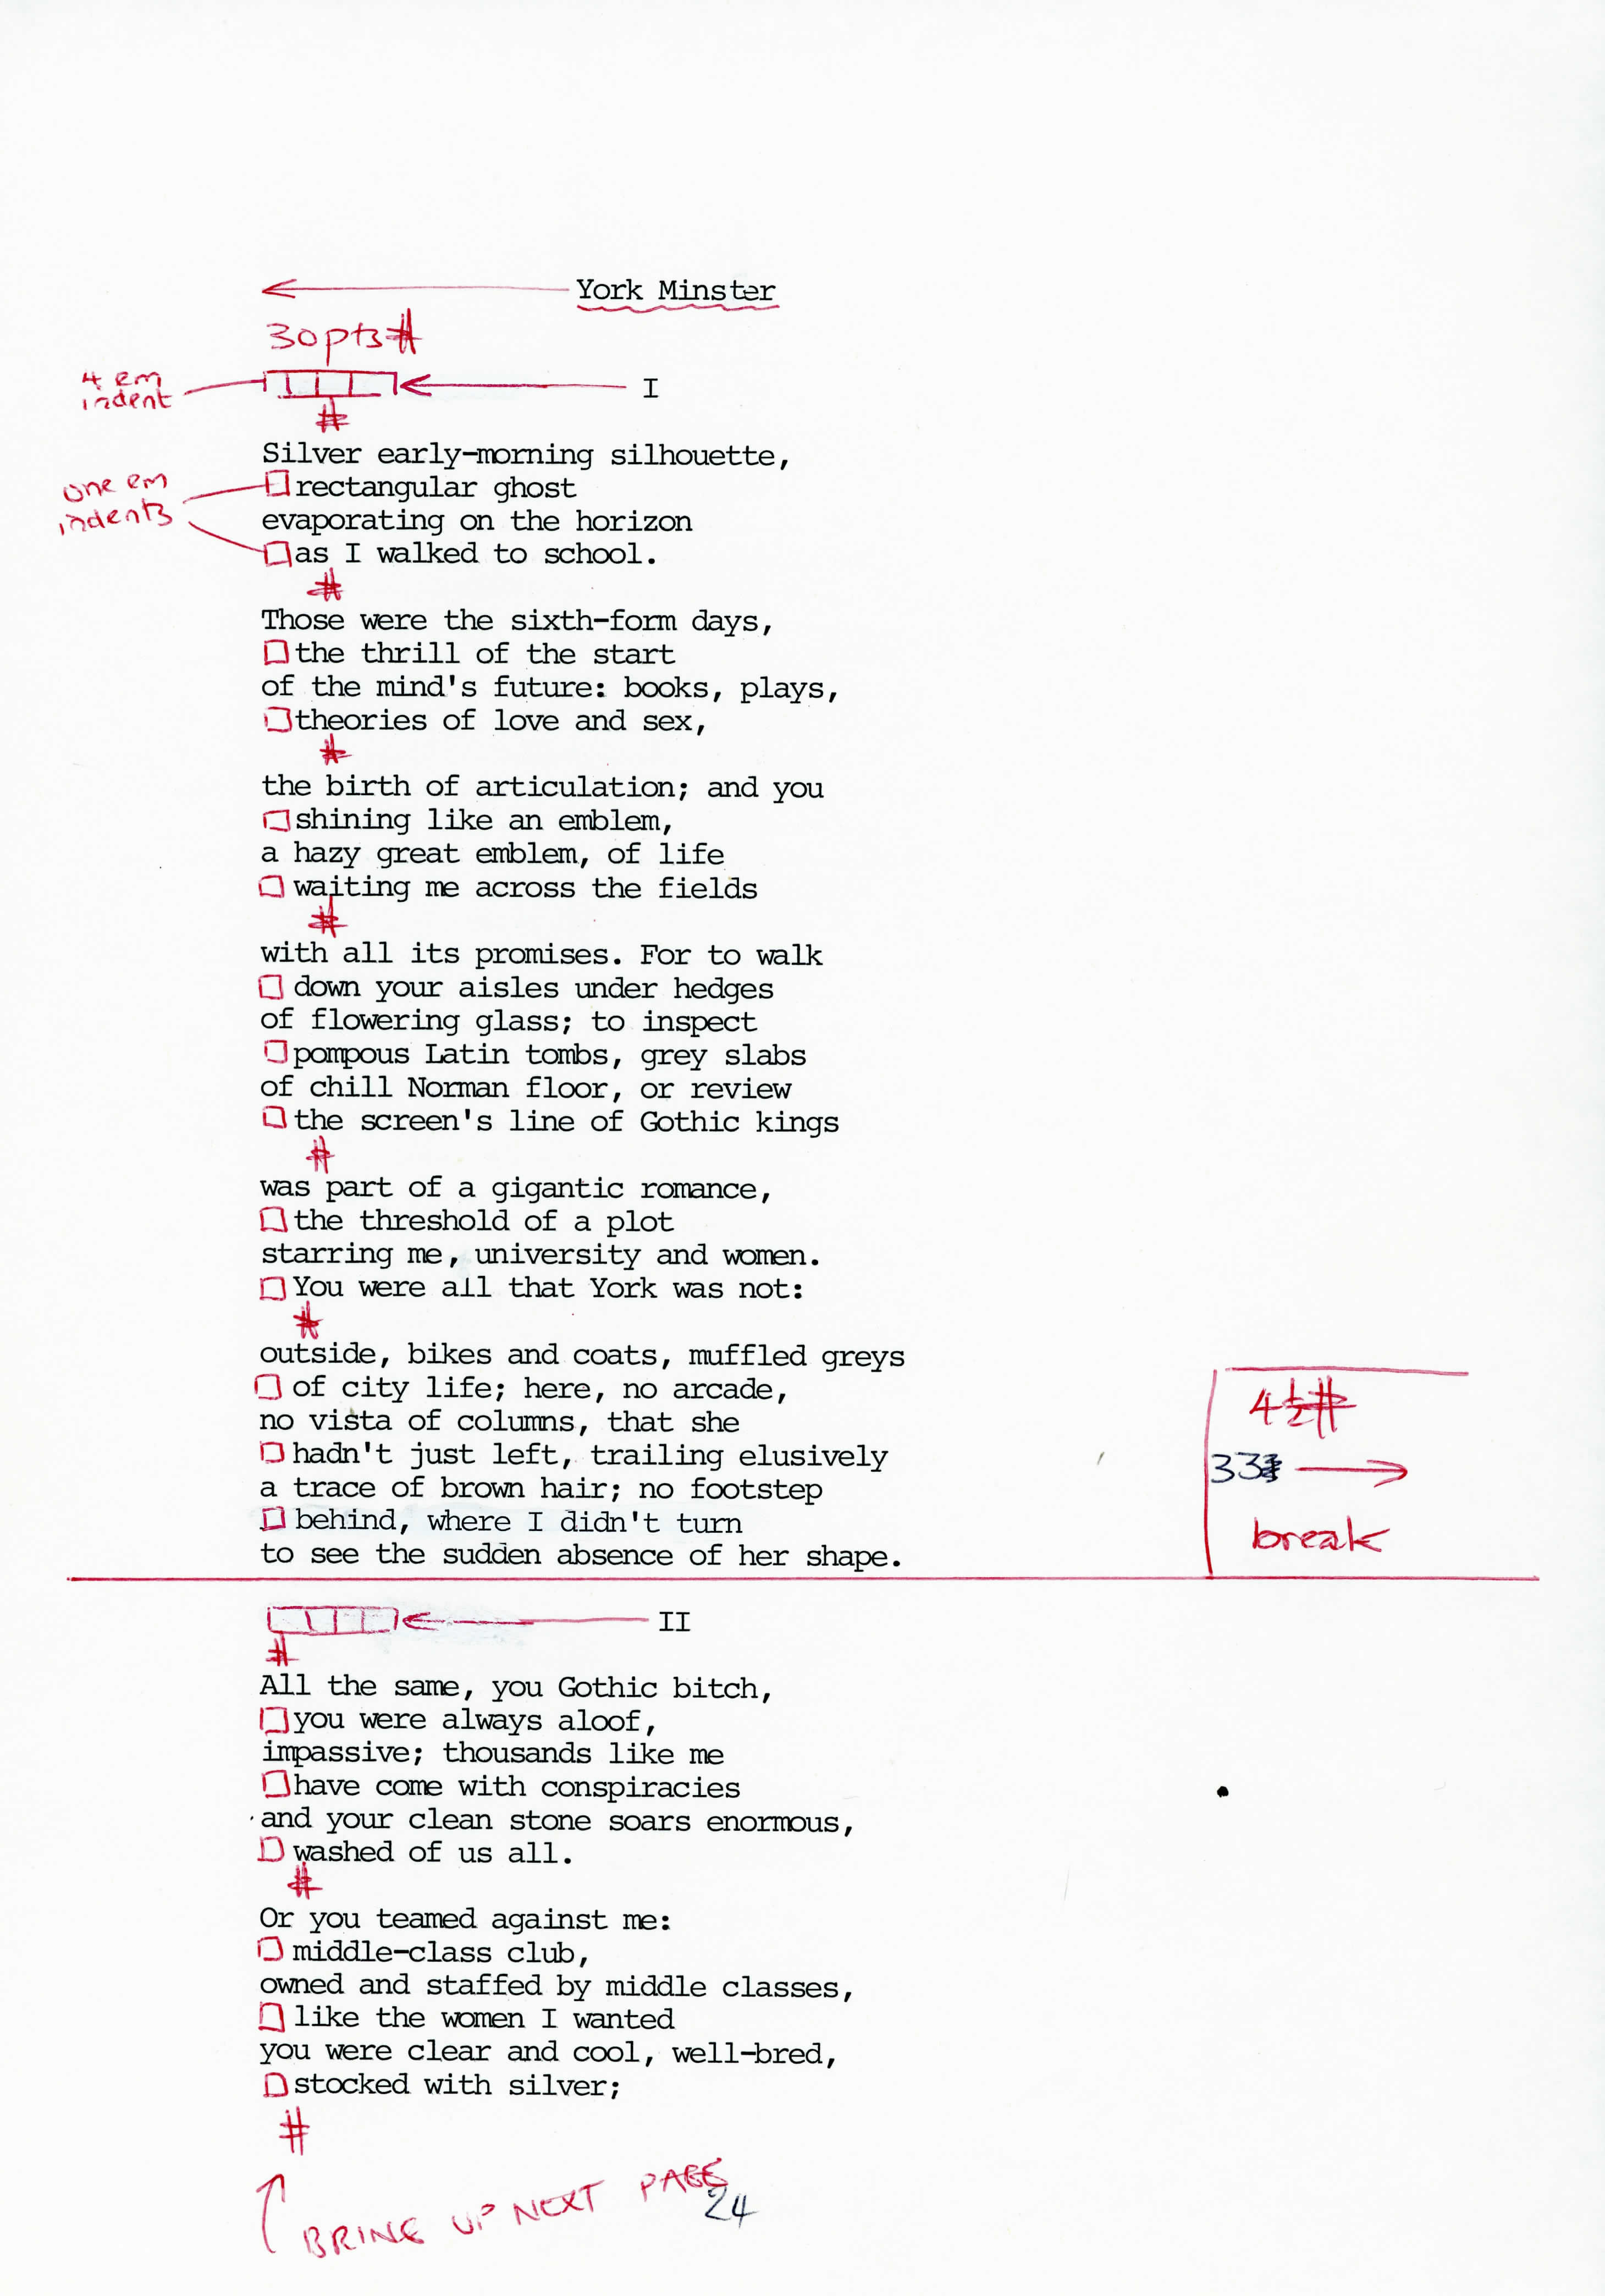 York Minster
30pts #
4 em
indent
I
#
Silver early-morning silhouette,
one em
indents
rectangular ghost
evaporating on the horizon
as I walked to school.
#
Those were the sixth-form days,
the thrill of the start
of the mind's future: books, plays,
theories of love and sex,
#
the birth of articulation; and you
shining like an emblem,
a hazy great emblem, of life
waiting me across the fields
#
with all its promises. For to walk
down your aisles under hedges
of flowering glass; to inspect
pompous Latin tombs, grey slabs
of chill Norman floor, or review
the screen's line of Gothic kings
#
was part of a gigantic romance,
the threshold of a plot
starring me, university and women.
You were all that York was not:
#
outside, bikes and coats, muffled greys
of city life; here, no arcade,
no vista of columns, that she
hadn't just left, trailing elusively
a trace of brown hair; no footstep
behind, where I didn't turn
to see the sudden absence of her shape.
4½#
33
break
II
#
All the same, you Gothic bitch,
you were always aloof,
impassive; thousands like me
have come with conspiracies
and your clean stone soars enormous,
washed of us all.
#
Or you teamed against me:
middle-class club,
owned and staffed by middle classes,
like the women I wanted
you were clear and cool, well-bred,
stocked with silver;
#
BRING UP NEXT PAGE
24